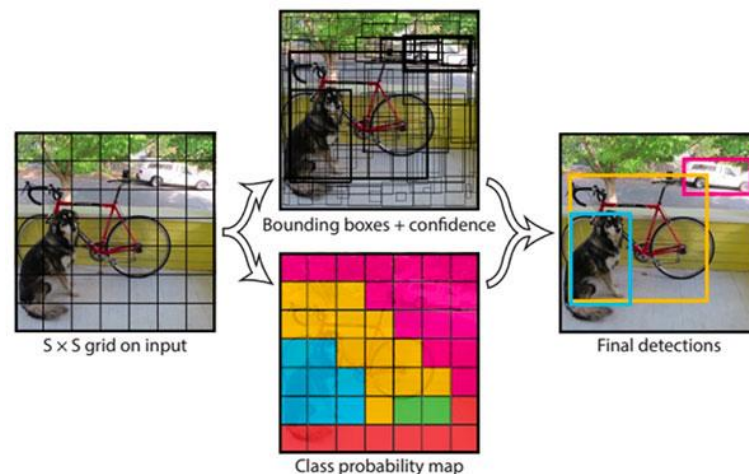 Bounding boxes + confidence
S × S grid on input
Final detections
Class probability map